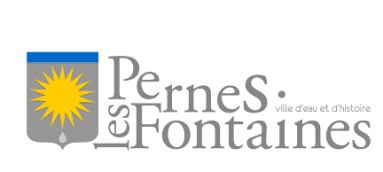 Pernes
les
Fontaines
ville d'eau et d'histoire